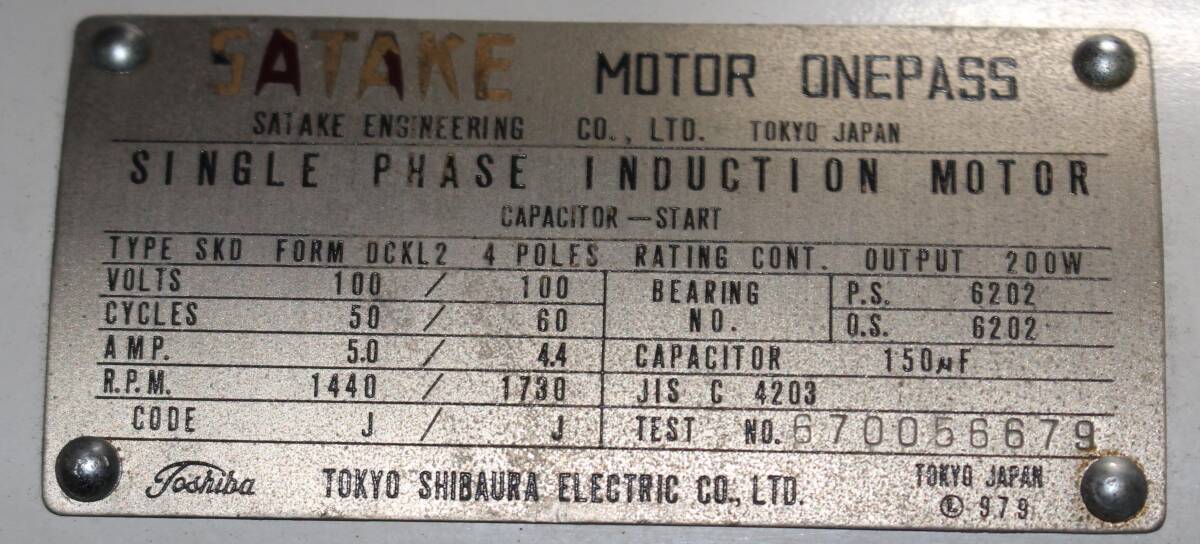 SATAKE MOTOR ONEPASS
SATAKE ENGINEERING CO., LTD. TOKYO JAPAN
SINGLE PHASE INDUCTION MOTOR
CAPACITOR—START
TYPE SKD FORM DCKL2 4 POLES RATING CONT. OUTPUT 200W
VOLTS 100 / 100 BEARING NO. P.S. 6202
CYCLES 50 / 60 O.S. 6202
AMP. 5.0 / 4.4 CAPACITOR 150μF
R.P.M. 1440 / 1730 JIS C 4203
CODE J / J TEST NO. 670056679
Toshiba TOKYO SHIBAURA ELECTRIC CO., LTD. TOKYO JAPAN
Ⓛ 979